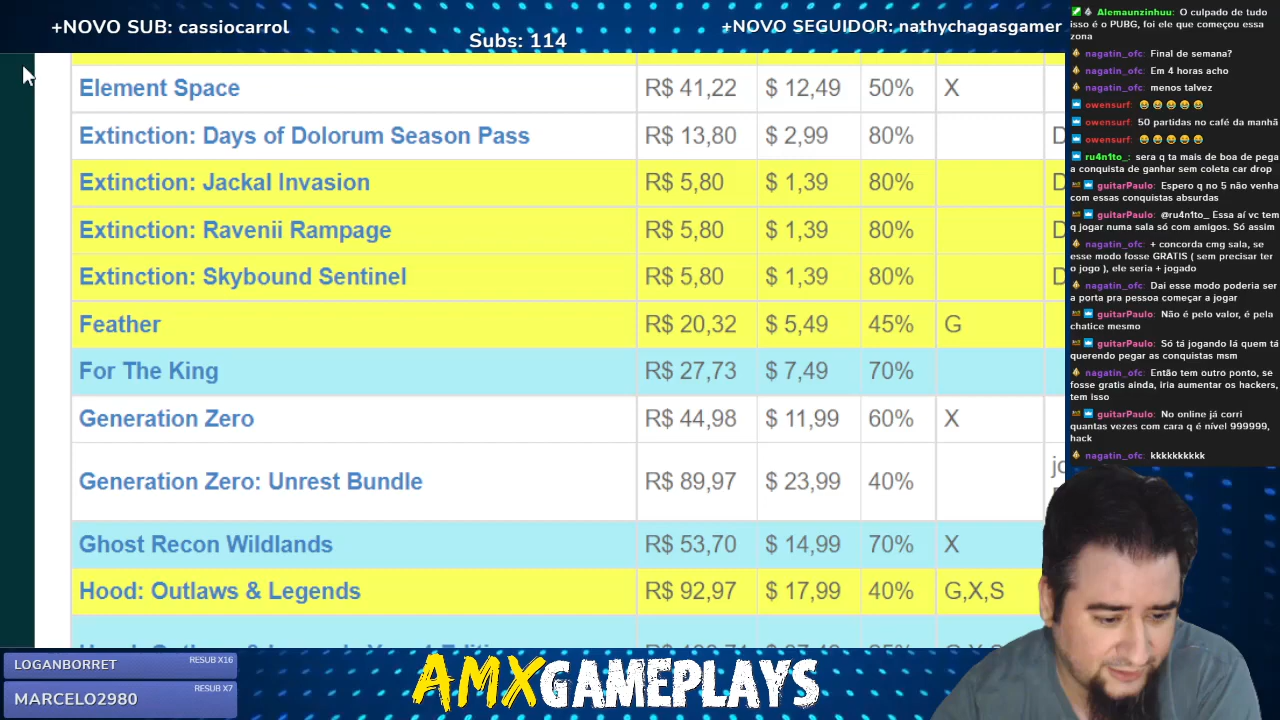 +NOVO SUB: cassiocarrol
Subs: 114
+NOVO SEGUIDOR: nathychagasgamer
Element Space R$ 41,22 $ 12,49 50% X
Extinction: Days of Dolorum Season Pass R$ 13,80 $ 2,99 80% D
Extinction: Jackal Invasion R$ 5,80 $ 1,39 80% D
Extinction: Ravenii Rampage R$ 5,80 $ 1,39 80% D
Extinction: Skybound Sentinel R$ 5,80 $ 1,39 80% D
Feather R$ 20,32 $ 5,49 45% G
For The King R$ 27,73 $ 7,49 70%
Generation Zero R$ 44,98 $ 11,99 60% X
Generation Zero: Unrest Bundle R$ 89,97 $ 23,99 40%
Ghost Recon Wildlands R$ 53,70 $ 14,99 70% X
Hood: Outlaws & Legends R$ 92,97 $ 17,99 40% G,X,S
Alemaunzinhuu: O culpado de tudo
isso é o PUBG, foi ele que começou essa
zona
nagatin_ofc: Final de semana?
nagatin_ofc: Em 4 horas acho
nagatin_ofc: menos talvez
owensurf: 😂 😂 😂 😂 😂
owensurf: 50 partidas no café da manhã
owensurf: 😂 😂 😂 😂 😂
ru4n1to_: sera q ta mais de boa de pega
a conquista de ganhar sem coleta car drop
guitarPaulo: Espero q no 5 não venha
com essas conquistas absurdas
guitarPaulo: @ru4n1to_ Essa aí vc tem
q jogar numa sala só com amigos. Só assim
nagatin_ofc: + concorda cmg sala, se
esse modo fosse GRATIS ( sem precisar ter
o jogo ), ele seria + jogado
nagatin_ofc: Dai esse modo poderia ser
a porta pra pessoa começar a jogar
guitarPaulo: Não é pelo valor, é pela
chatice mesmo
guitarPaulo: Só tá jogando lá quem tá
querendo pegar as conquistas msm
nagatin_ofc: Então tem outro ponto, se
fosse gratis ainda, iria aumentar os hackers,
tem isso
guitarPaulo: No online já corri
quantas vezes com cara q é nível 999999,
hack
nagatin_ofc: kkkkkkkkkk
LOGANBORRET RESUB X16
MARCELO2980 RESUB X7
AMXGAMEPLAYS